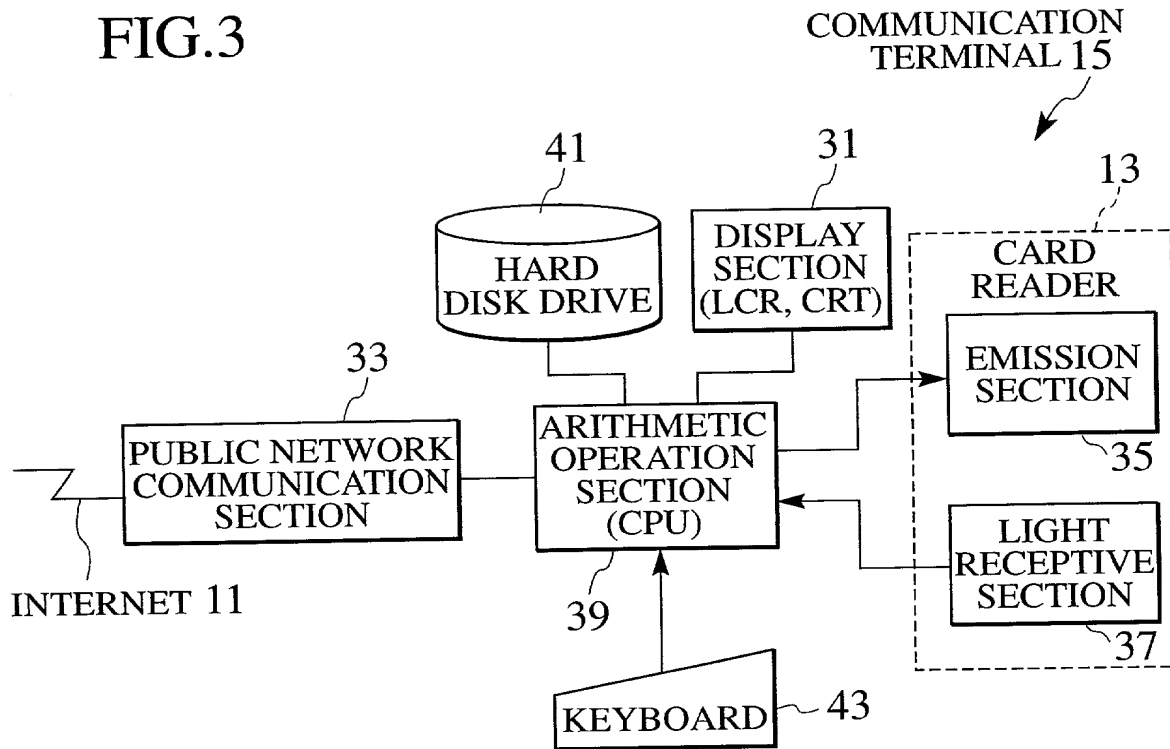 FIG.3
COMMUNICATION
TERMINAL 15
41
31
13
HARD
DISK DRIVE
DISPLAY
SECTION
(LCR, CRT)
CARD
READER
EMISSION
SECTION
35
33
PUBLIC NETWORK
COMMUNICATION
SECTION
ARITHMETIC
OPERATION
SECTION
(CPU)
39
LIGHT
RECEPTIVE
SECTION
37
INTERNET 11
KEYBOARD
43